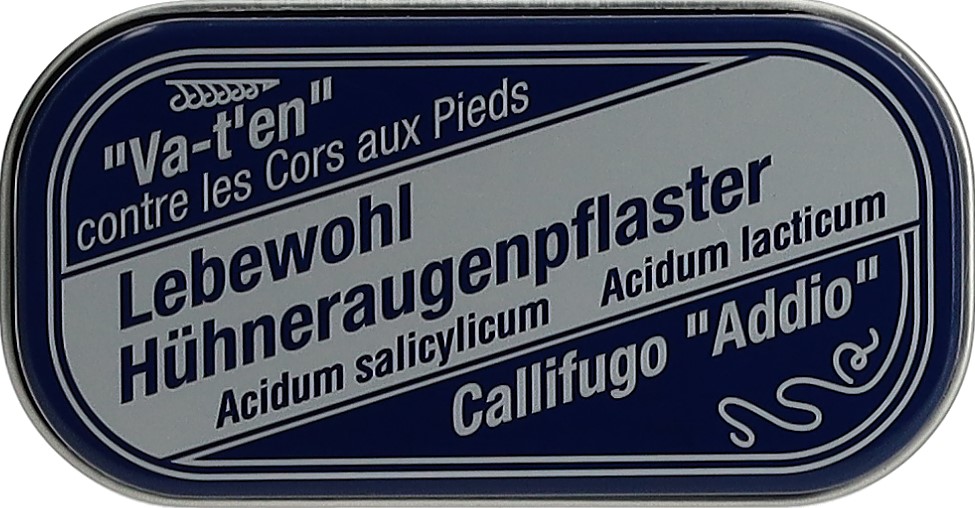 "Va-t'en"
contre les Cors aux Pieds
Lebewohl
Hühneraugenpflaster
Acidum salicylicum Acidum lacticum
Callifugo "Addio"